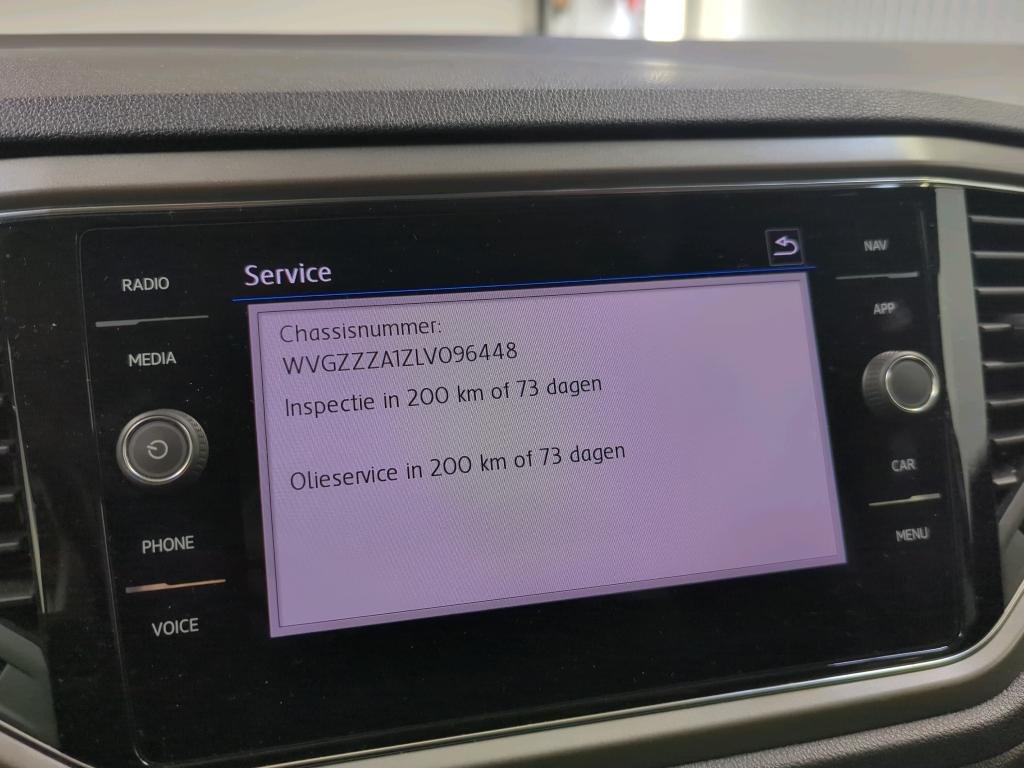 RADIO
MEDIA
PHONE
VOICE
Service
Chassisnummer:
WVGZZZA1ZLV096448
Inspectie in 200 km of 73 dagen
Olieservice in 200 km of 73 dagen
NAV
APP
CAR
MENU